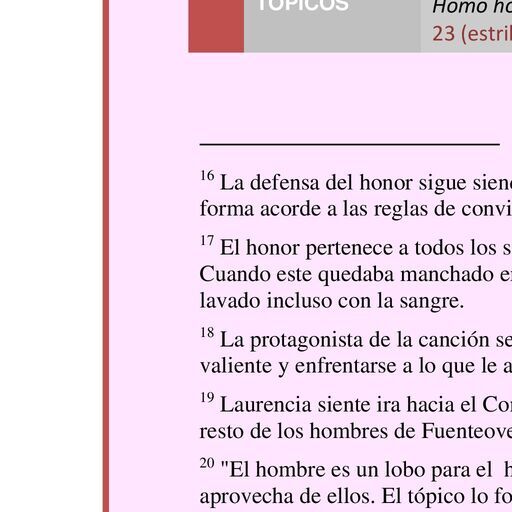 TÓPICOS
Homo ho
23 (estri
16 La defensa del honor sigue sien
forma acorde a las reglas de convi
17 El honor pertenece a todos los s
Cuando este quedaba manchado e
lavado incluso con la sangre.
18 La protagonista de la canción se
valiente y enfrentarse a lo que le a
19 Laurencia siente ira hacia el Co
resto de los hombres de Fuenteove
20 "El hombre es un lobo para el h
aprovecha de ellos. El tópico lo fo